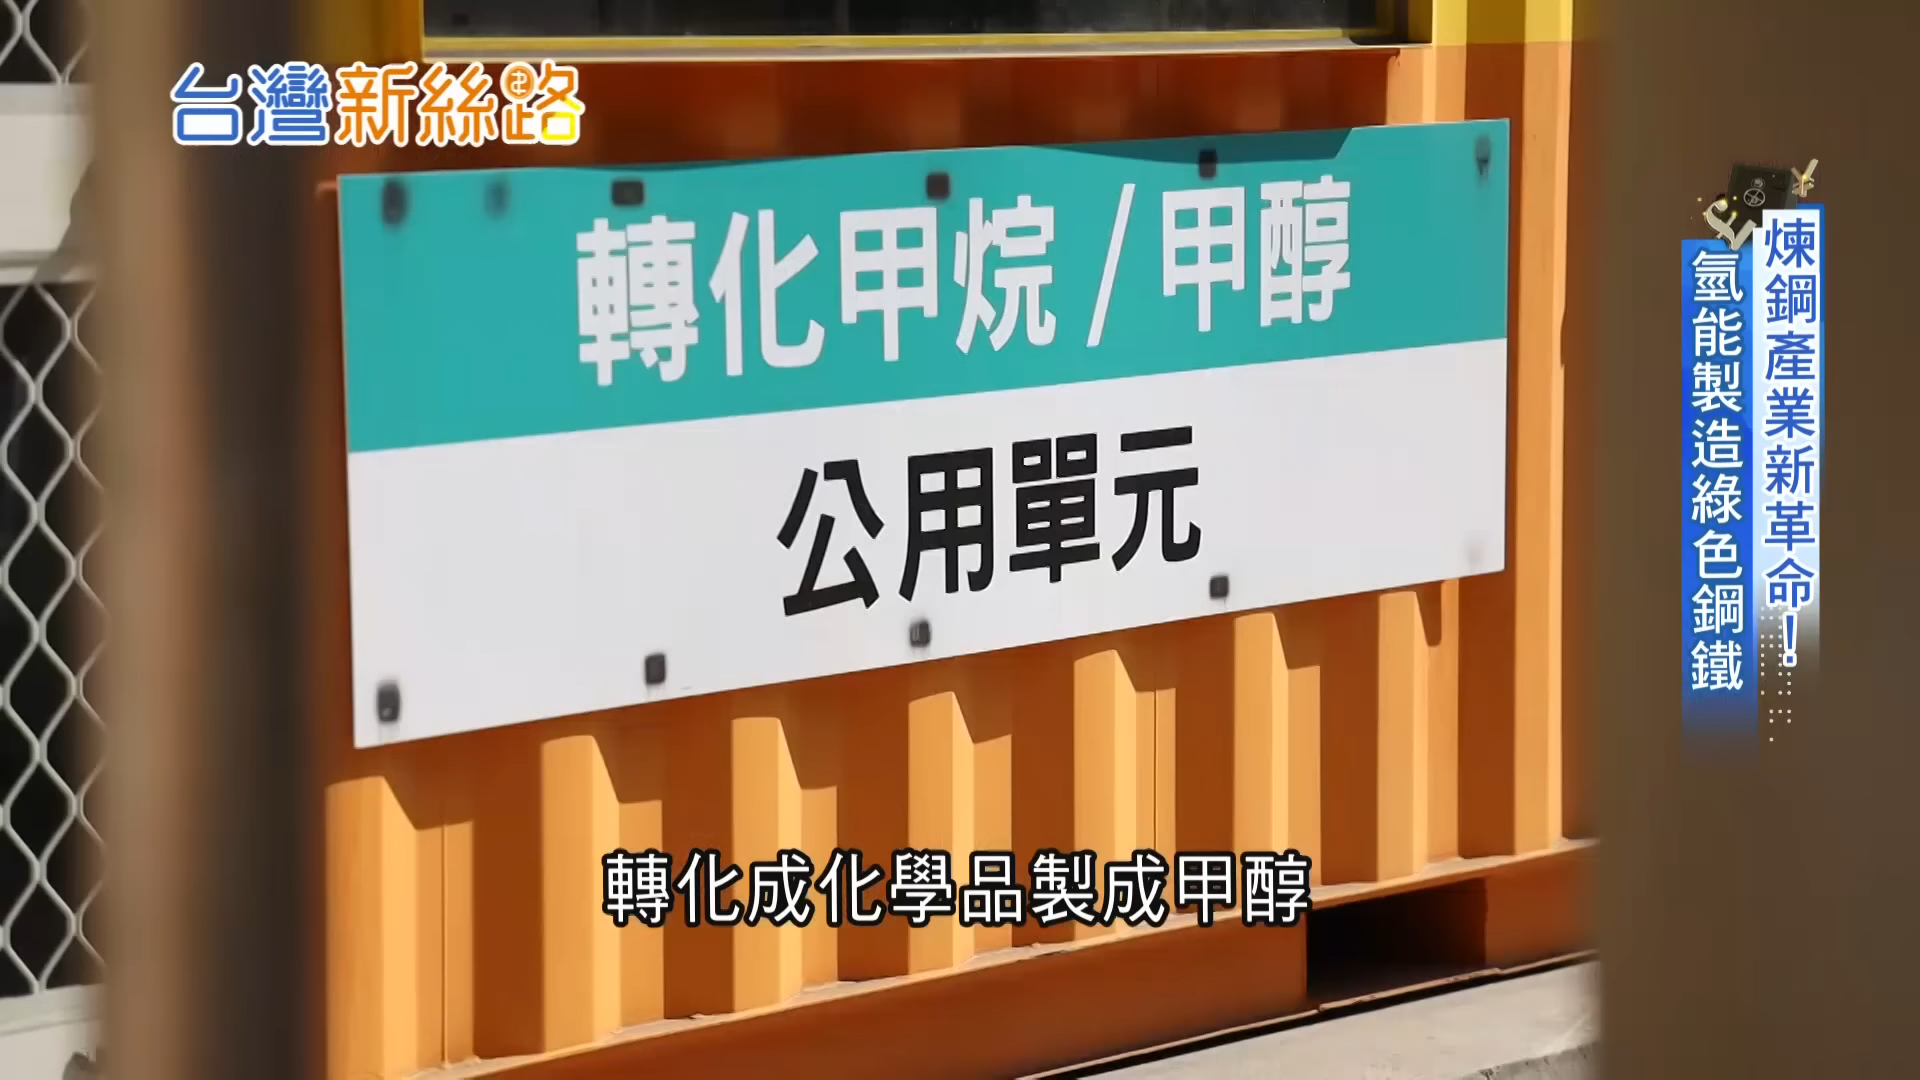 台灣新絲路
轉化甲烷/甲醇
公用單元
煉鋼產業新革命!
氫能製造綠色鋼鐵
轉化成化學品製成甲醇